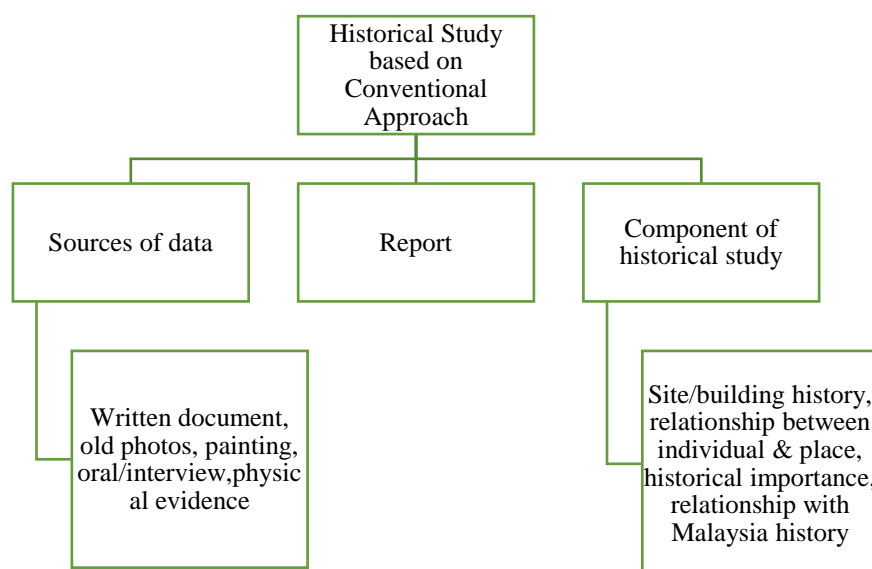 Historical Study
based on
Conventional
Approach
Sources of data
Report
Component of
historical study
Written document,
old photos, painting,
oral/interview,physic
al evidence
Site/building history,
relationship between
individual & place,
historical importance,
relationship with
Malaysia history